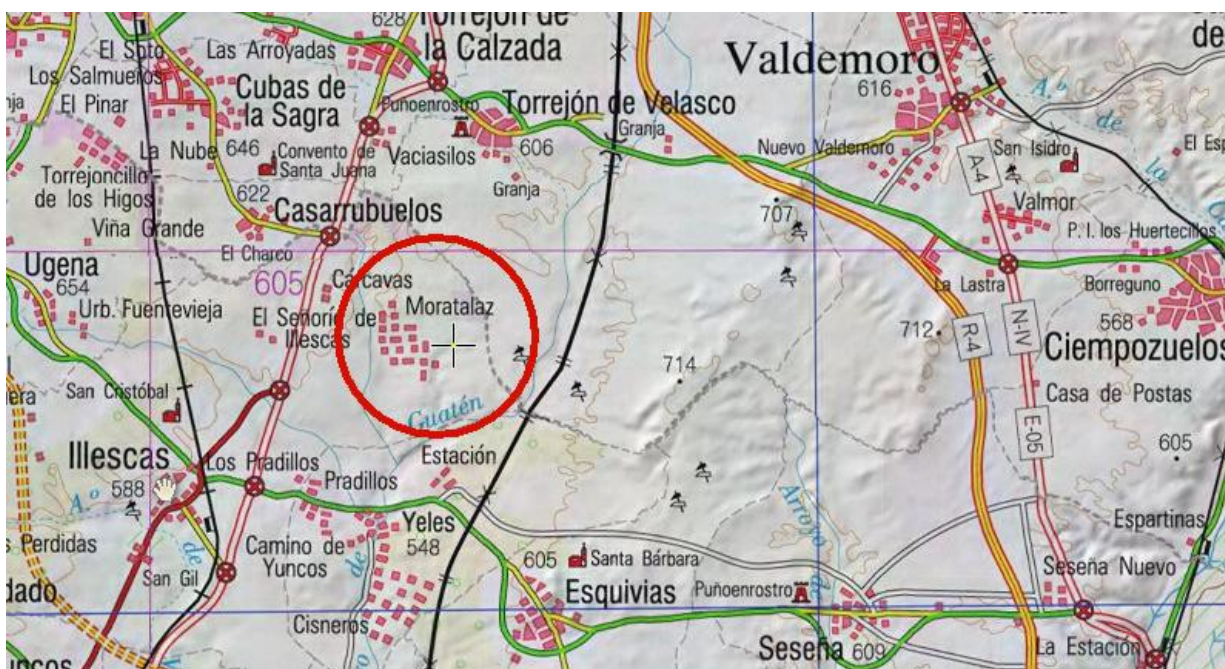 628
Torrejón de
la Calzada
El Soto
Las Arroyadas
Los Salmueros
El Pinar
Cubas de
la Sagra
Puñoenrostro
Torrejón de Velasco
Valdemoro
616
de
A.º
de
la
Granja
606
La Nube
646
Convento de
Santa Juana
Vaciasilos
Nuevo Valdemoro
San Isidro
A-4
Torrejoncillo
de los Higos
622
Granja
Viña Grande
Casarrubuelos
707
Valmor
P. I. los Huertecillos
El Charco
Ugena
654
605
Cárcavas
Moratalaz
La Lastra
Borreguno
Urb. Fuentevieja
El Señorío de
Illescas
712
R-4
N-IV
568
Ciempozuelos
714
San Cristóbal
Guatén
Casa de Postas
E-05
605
Illescas
588
Los Pradillos
Estación
Pradillos
A.º
de
Arroyo
de
Espartinas
Perdidas
Camino de
Yuncos
Yeles
548
de
605
Santa Bárbara
Seseña Nuevo
San Gil
Esquivias
Puñoenrostro
Cisneros
Seseña
609
La Estación